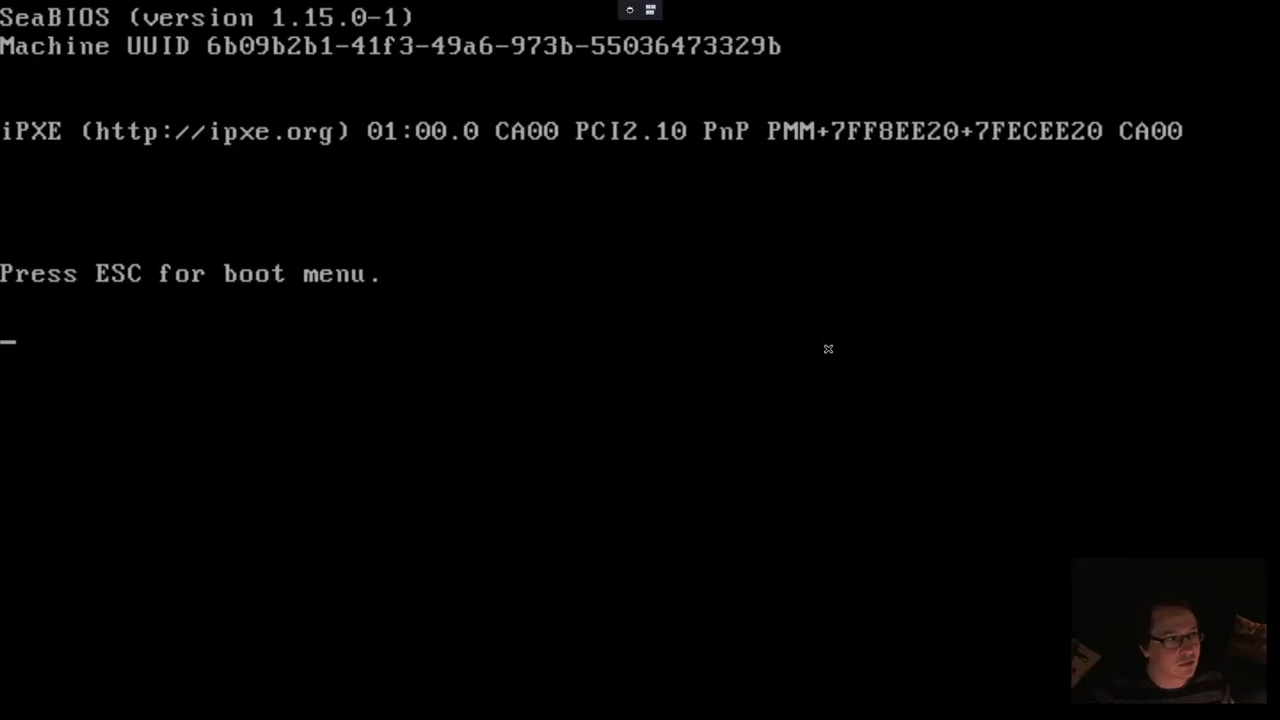 SeaBIOS (version 1.15.0-1)
Machine UUID 6b09b2b1-41f3-49a6-973b-55036473329b
iPXE (http://ipxe.org) 01:00.0 CA00 PCI2.10 PnP PMM+7FF8EE20+7FECEE20 CA00
Press ESC for boot menu.